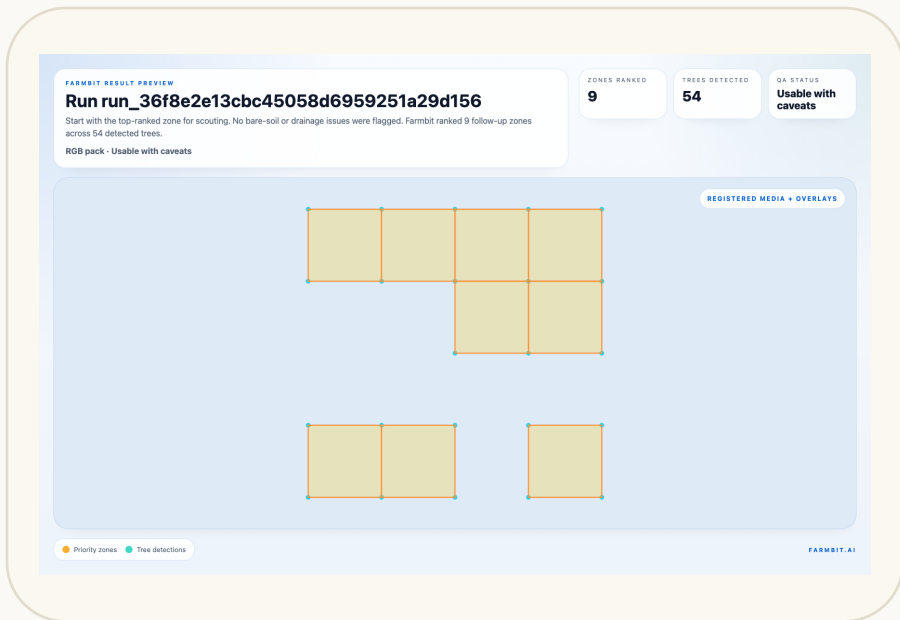 FARMBIT RESULT PREVIEW
Run run_36f8e2e13cbc45058d6959251a29d156
Start with the top-ranked zone for scouting. No bare-soil or drainage issues were flagged. Farmbit ranked 9 follow-up zones
across 54 detected trees.
RGB pack · Usable with caveats
ZONES RANKED
9
TREES DETECTED
54
QA STATUS
Usable with
caveats
REGISTERED MEDIA + OVERLAYS
Priority zones
Tree detections
FARMBIT.AI